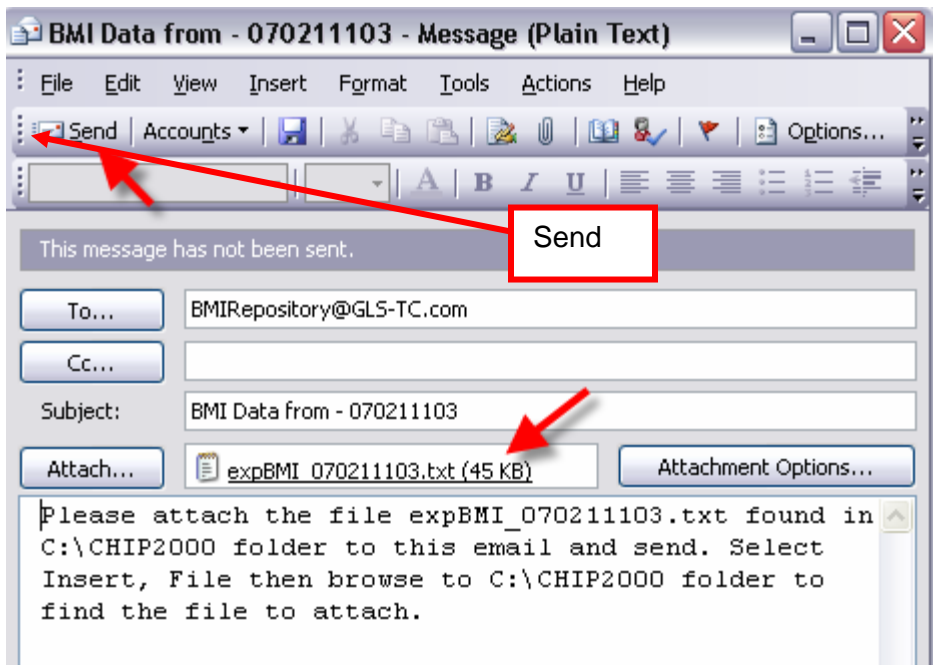 BMI Data from - 070211103 - Message (Plain Text)
File Edit View Insert Format Tools Actions Help
Send Accounts Options...
A B I U
Send
This message has not been sent.
To... BMIRepository@GLS-TC.com
Cc...
Subject: BMI Data from - 070211103
Attach... expBMI_070211103.txt (45 KB) Attachment Options...
Please attach the file expBMI_070211103.txt found in
C:\CHIP2000 folder to this email and send. Select
Insert, File then browse to C:\CHIP2000 folder to
find the file to attach.